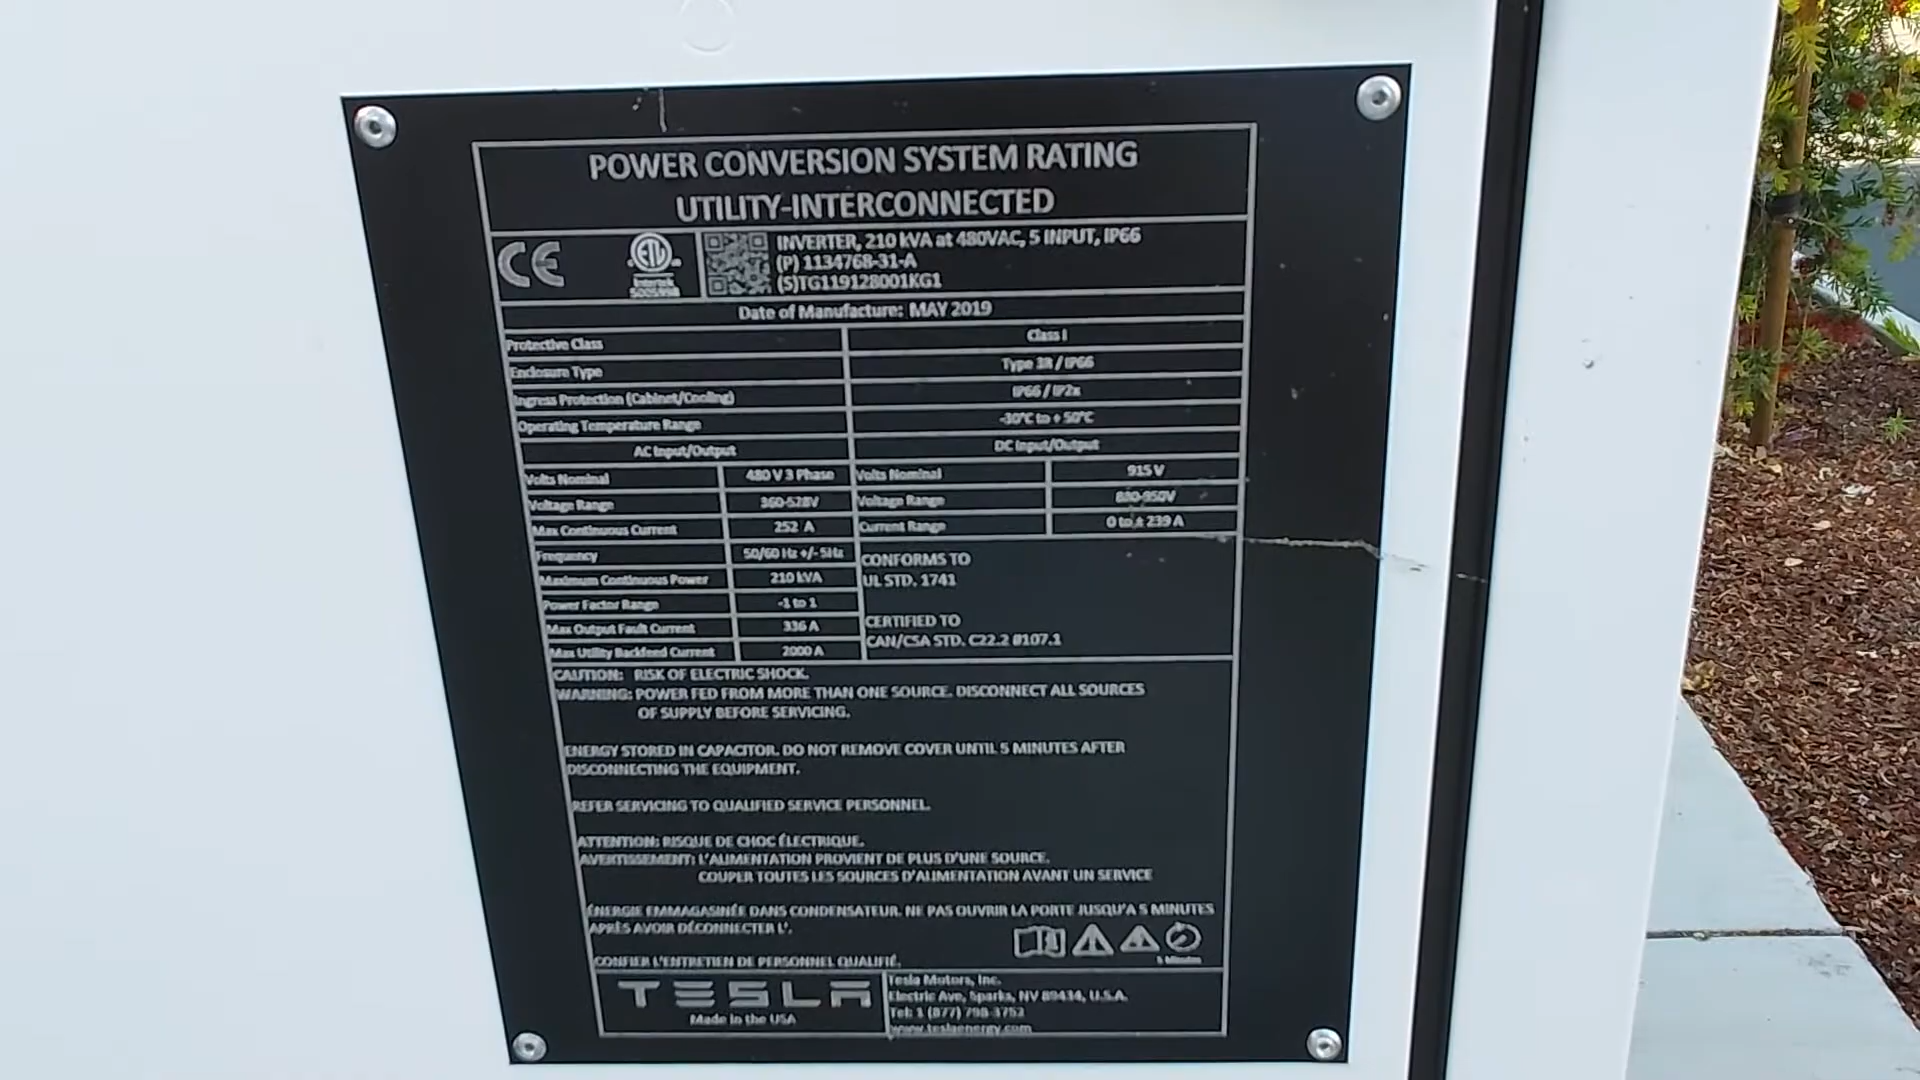 POWER CONVERSION SYSTEM RATING
UTILITY-INTERCONNECTED
CE
ETL
Intertek
INVERTER, 210 kVA at 480VAC, 5 INPUT, IP66
(P) 1134768-31-A
(S)TG119128001KG1
Date of Manufacture: MAY 2019
Protective Class Class I
Enclosure Type Type 3R / IP66
Ingress Protection (Cabinet/Cooling) IP66 / IP2x
Operating Temperature Range -30°C to + 50°C
AC Input/Output DC Input/Output
Volts Nominal 480 V 3 Phase Volts Nominal 915 V
Voltage Range 360-528V Voltage Range 880-950V
Max Continuous Current 252 A Current Range 0 to ± 239 A
Frequency 50/60 Hz +/- 5Hz
Maximum Continuous Power 210 kVA
Power Factor Range -1 to 1
Max Output Fault Current 336 A
Max Utility Backfeed Current 2000 A
CONFORMS TO
UL STD. 1741
CERTIFIED TO
CAN/CSA STD. C22.2 #107.1
CAUTION: RISK OF ELECTRIC SHOCK.
WARNING: POWER FED FROM MORE THAN ONE SOURCE. DISCONNECT ALL SOURCES
OF SUPPLY BEFORE SERVICING.
ENERGY STORED IN CAPACITOR. DO NOT REMOVE COVER UNTIL 5 MINUTES AFTER
DISCONNECTING THE EQUIPMENT.
REFER SERVICING TO QUALIFIED SERVICE PERSONNEL.
ATTENTION: RISQUE DE CHOC ÉLECTRIQUE.
AVERTISSEMENT: L'ALIMENTATION PROVIENT DE PLUS D'UNE SOURCE.
COUPER TOUTES LES SOURCES D'ALIMENTATION AVANT UN SERVICE
ÉNERGIE EMMAGASINÉE DANS CONDENSATEUR. NE PAS OUVRIR LA PORTE JUSQU'A 5 MINUTES
APRÈS AVOIR DÉCONNECTER L'.
5 Minutes
CONFIER L'ENTRETIEN DE PERSONNEL QUALIFIÉ.
TESLA
Made in the USA
Tesla Motors, Inc.
Electric Ave, Sparks, NV 89434, U.S.A.
Tel: 1 (877) 798-3752
www.teslaenergy.com